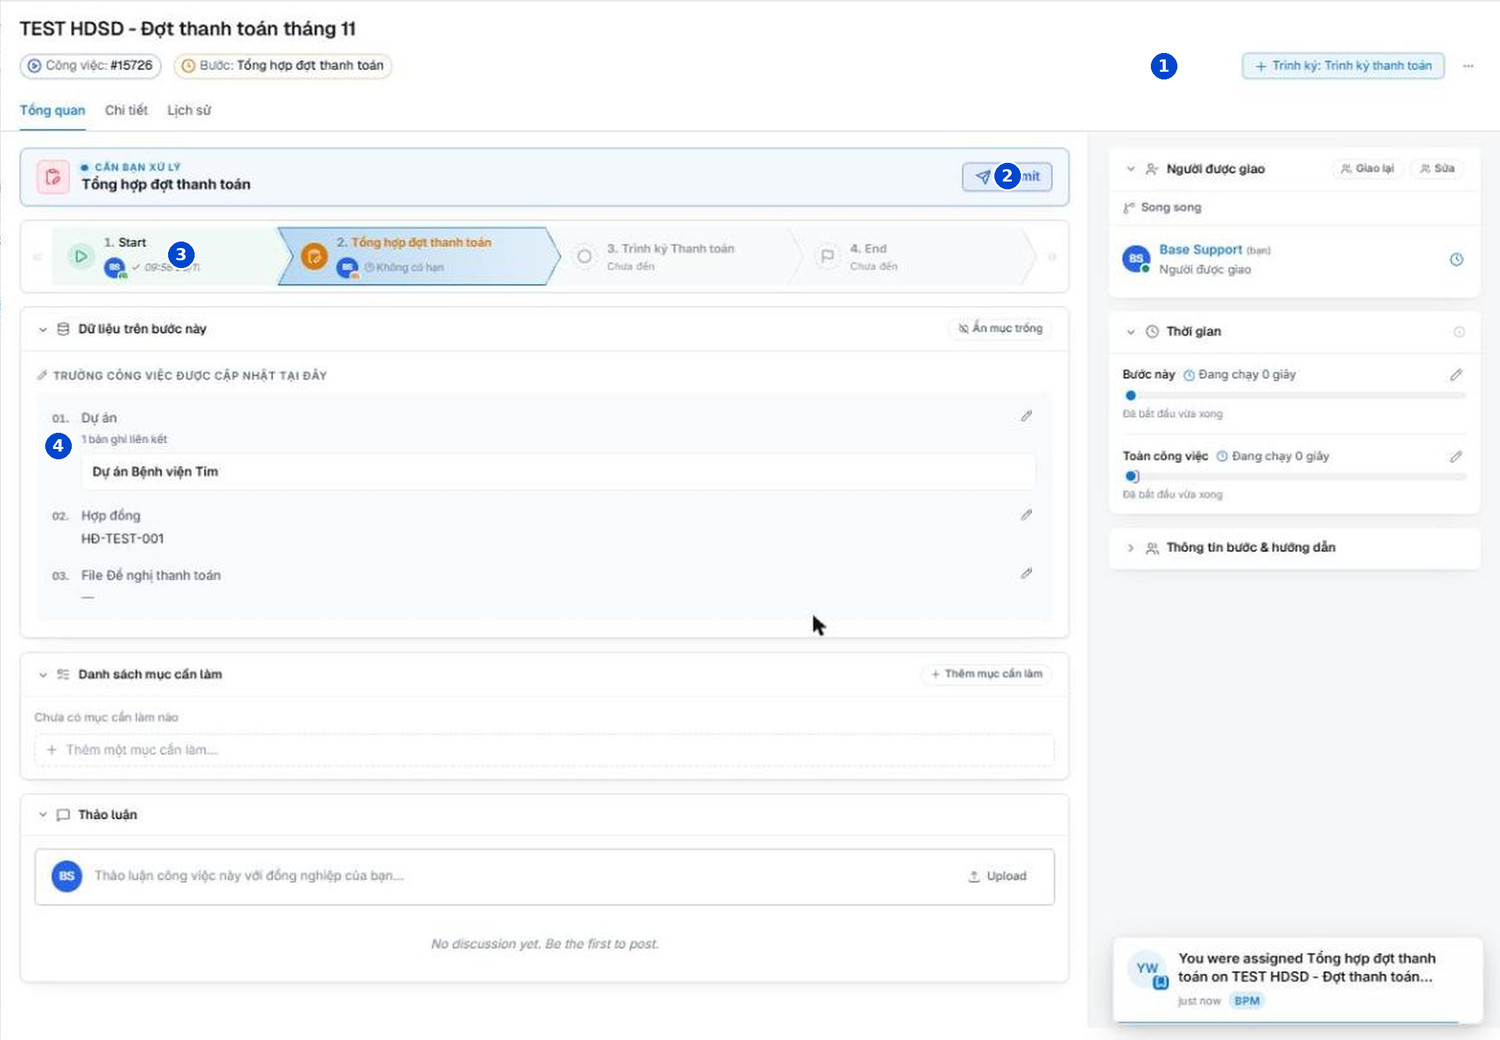 TEST HDSD - Đợt thanh toán tháng 11
Công việc: #15726
Bước: Tổng hợp đợt thanh toán
1
+ Trình ký: Trình ký thanh toán
Tổng quan
Chi tiết
Lịch sử
CẦN BẠN XỬ LÝ
Tổng hợp đợt thanh toán
2
mit
1. Start
BS
3
2. Tổng hợp đợt thanh toán
BS
Không có hạn
3. Trình ký Thanh toán
Chưa đến
4. End
Chưa đến
Dữ liệu trên bước này
Ẩn mục trống
TRƯỜNG CÔNG VIỆC ĐƯỢC CẬP NHẬT TẠI ĐÂY
01. Dự án
4
1 bản ghi liên kết
Dự án Bệnh viện Tim
02. Hợp đồng
HĐ-TEST-001
03. File Đề nghị thanh toán
—
Danh sách mục cần làm
+ Thêm mục cần làm
Chưa có mục cần làm nào
+ Thêm một mục cần làm...
Thảo luận
BS
Thảo luận công việc này với đồng nghiệp của bạn...
Upload
No discussion yet. Be the first to post.
Người được giao
Giao lại
Sửa
Song song
BS
Base Support (bạn)
Người được giao
Thời gian
Bước này
Đang chạy 0 giây
Đã bắt đầu vừa xong
Toàn công việc
Đang chạy 0 giây
Đã bắt đầu vừa xong
Thông tin bước & hướng dẫn
YW
You were assigned Tổng hợp đợt thanh
toán on TEST HDSD - Đợt thanh toán...
just now
BPM